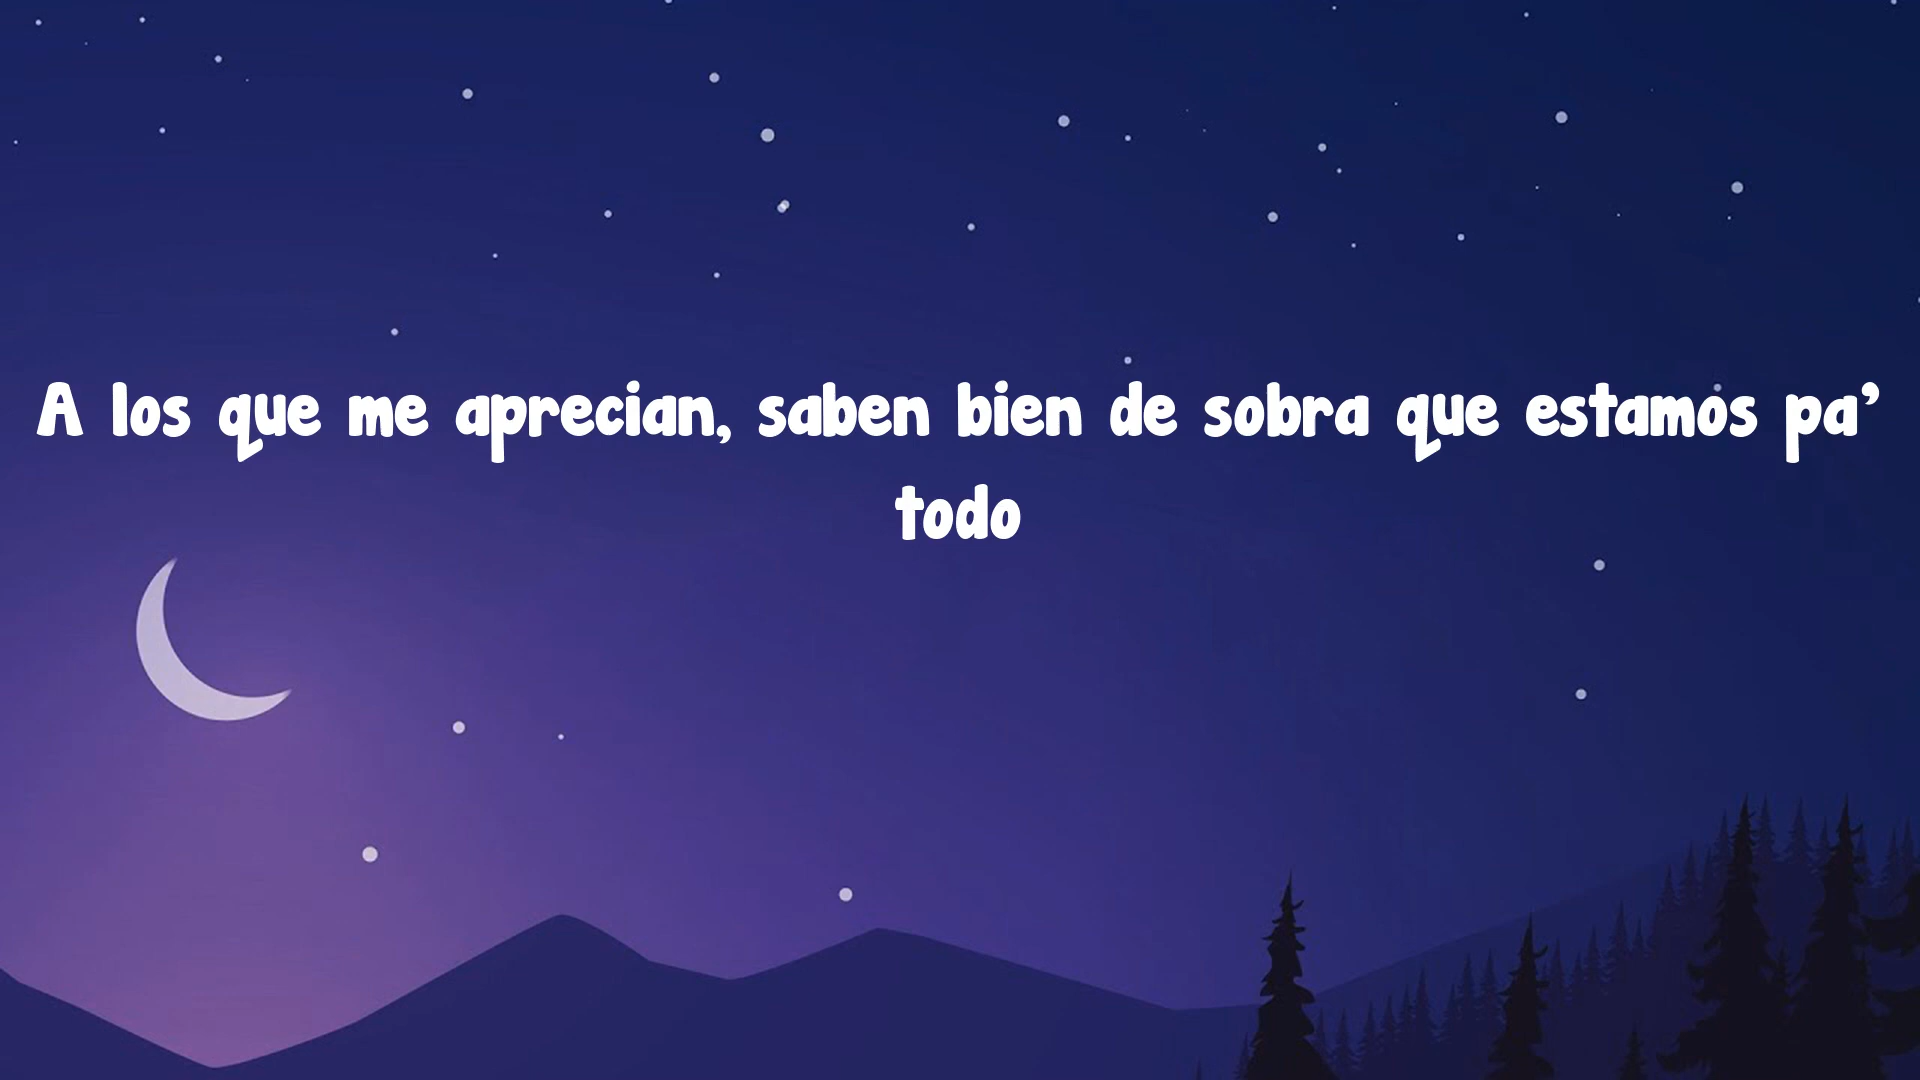 A los que me aprecian, saben bien de sobra que estamos pa’
todo